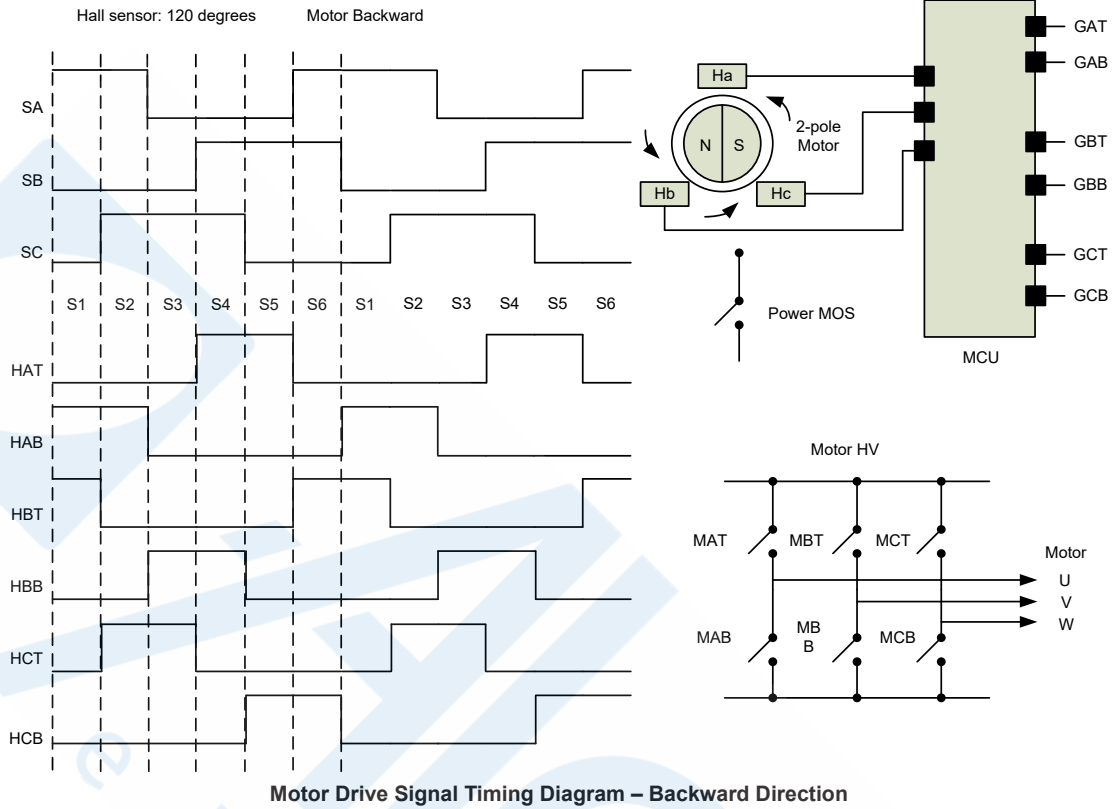 Hall sensor: 120 degrees
Motor Backward
SA
SB
SC
S1 S2 S3 S4 S5 S6 S1 S2 S3 S4 S5 S6
HAT
HAB
HBT
HBB
HCT
HCB
Ha
2-pole
Motor
N S
Hb
Hc
Power MOS
GAT
GAB
GBT
GBB
GCT
GCB
MCU
Motor HV
MAT
MBT
MCT
Motor
U
V
W
MAB
MB
B
MCB
Motor Drive Signal Timing Diagram – Backward Direction